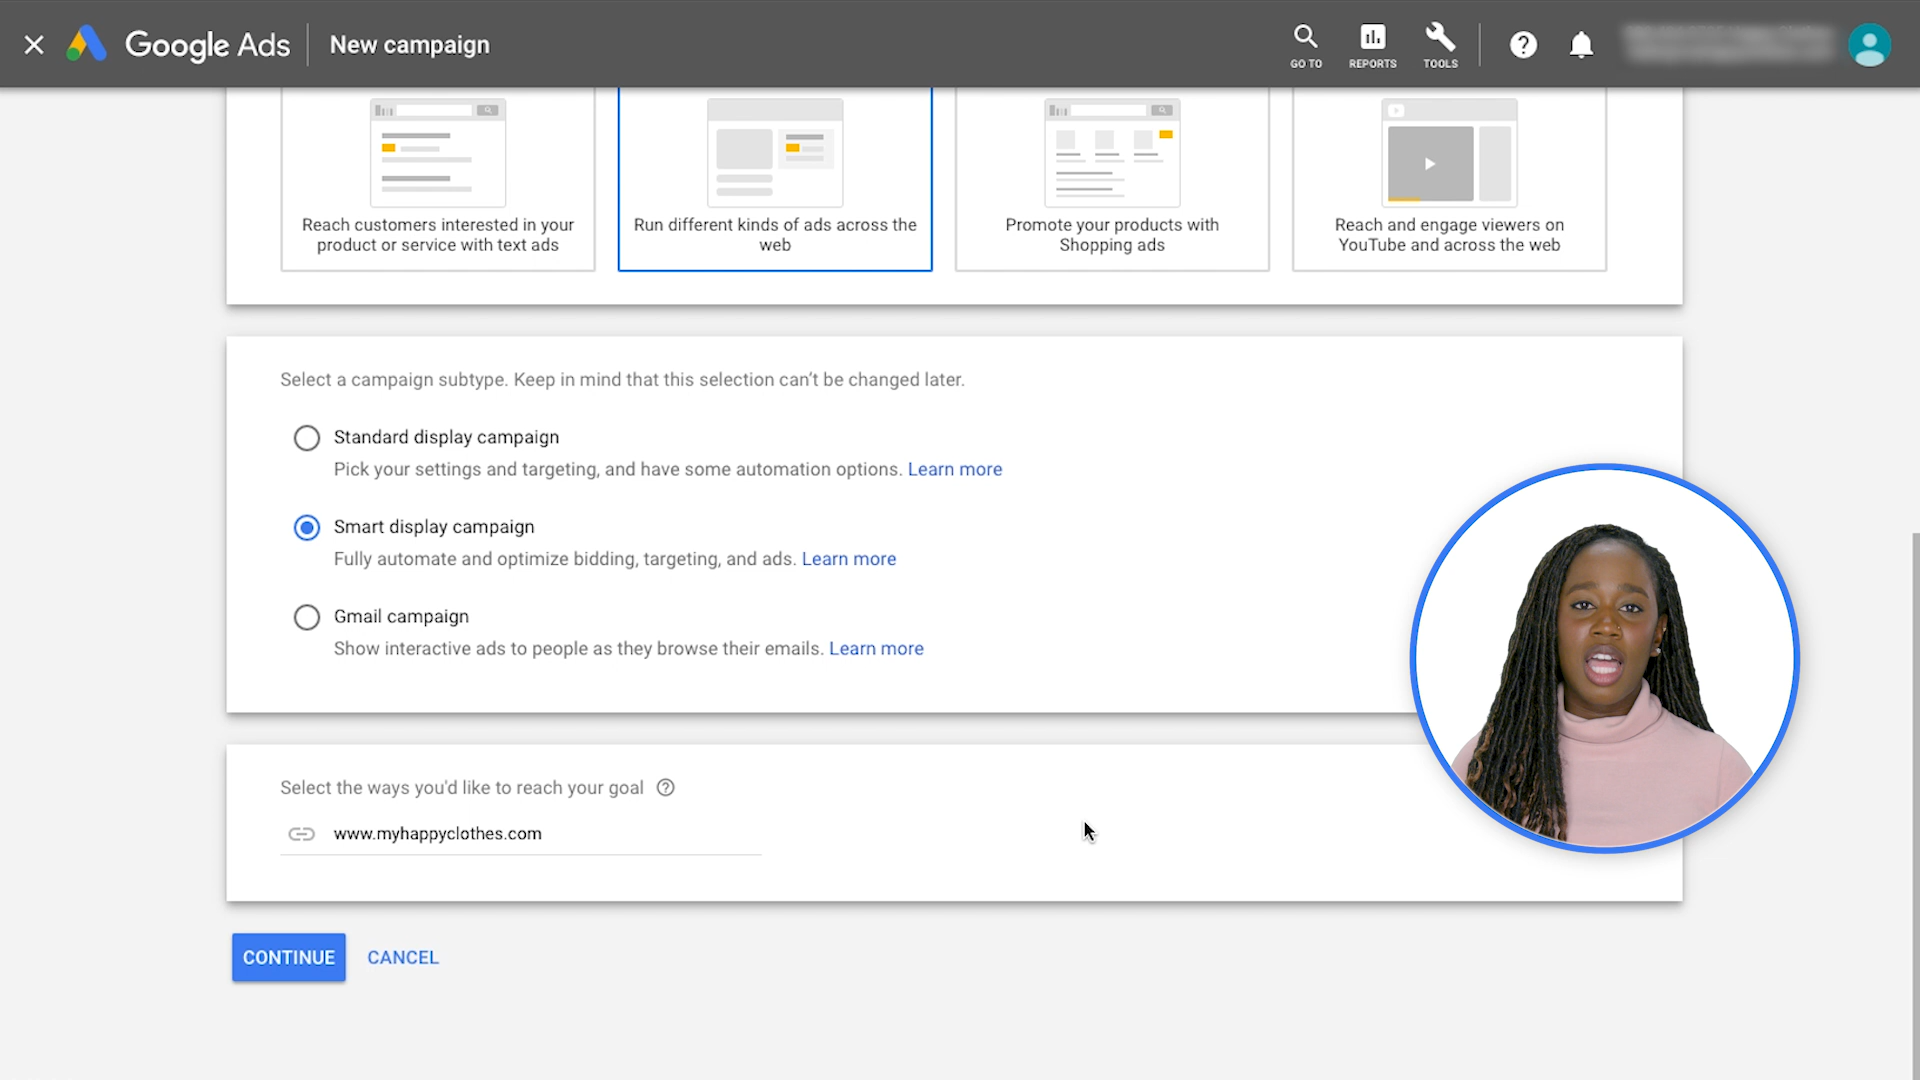 Google Ads
New campaign
GO TO
REPORTS
TOOLS
Reach customers interested in your
product or service with text ads
Run different kinds of ads across the
web
Promote your products with
Shopping ads
Reach and engage viewers on
YouTube and across the web
Select a campaign subtype. Keep in mind that this selection can't be changed later.
Standard display campaign
Pick your settings and targeting, and have some automation options. Learn more
Smart display campaign
Fully automate and optimize bidding, targeting, and ads. Learn more
Gmail campaign
Show interactive ads to people as they browse their emails. Learn more
Select the ways you'd like to reach your goal
www.myhappyclothes.com
CONTINUE
CANCEL